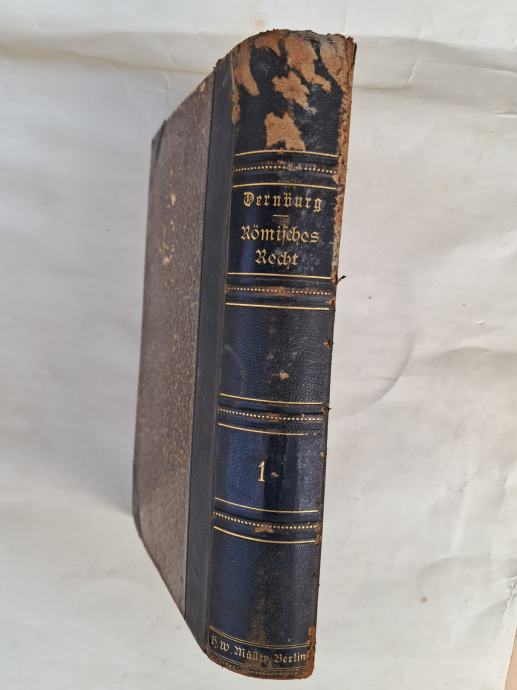 Dernburg
Römisches
Recht
1
H.W. Müller, Berlin